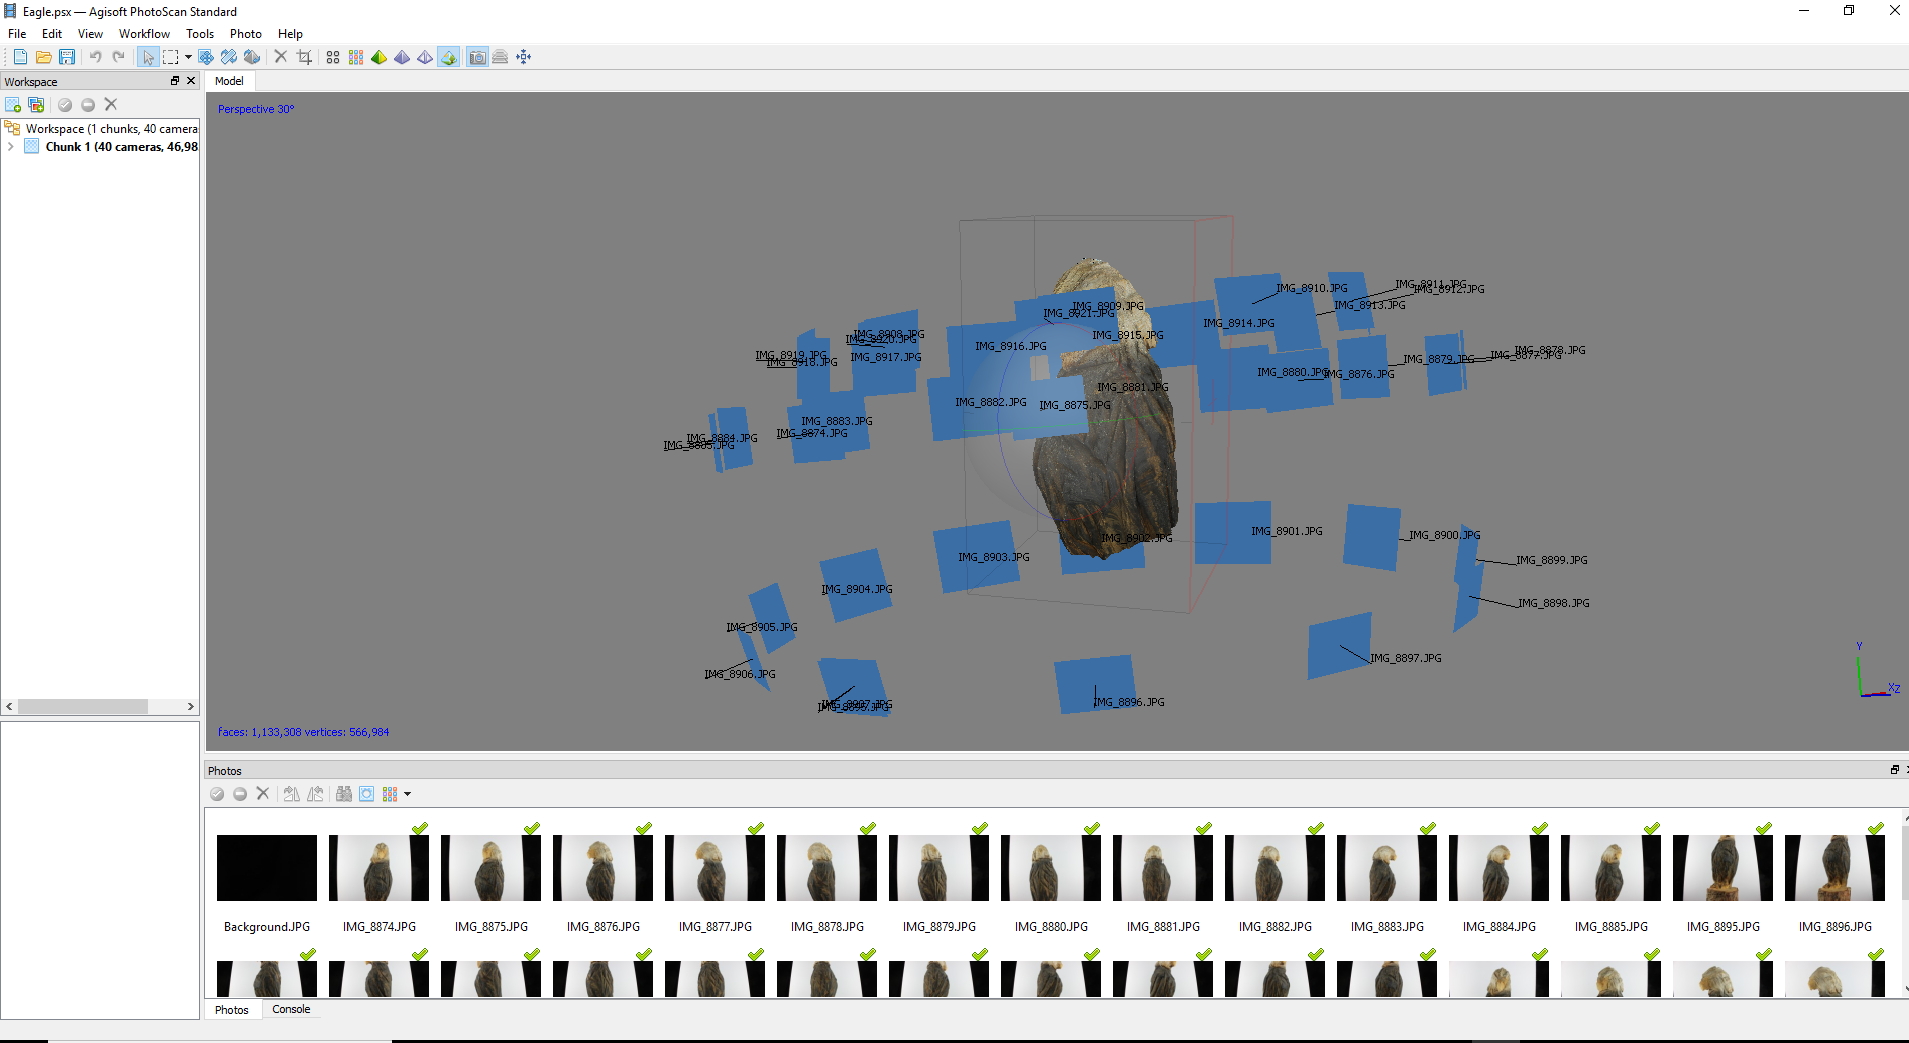 Eagle.psx — Agisoft PhotoScan Standard
File Edit View Workflow Tools Photo Help
Workspace
Model
Workspace (1 chunks, 40 camera
Chunk 1 (40 cameras, 46,98
Perspective 30°
IMG_8910.JPG
IMG_8911.JPG
IMG_8912.JPG
IMG_8909.JPG
IMG_8913.JPG
IMG_8921.JPG
IMG_8914.JPG
IMG_8908.JPG
IMG_8920.JPG
IMG_8915.JPG
IMG_8916.JPG
IMG_8919.JPG
IMG_8917.JPG
IMG_8918.JPG
IMG_8878.JPG
IMG_8877.JPG
IMG_8879.JPG
IMG_8880.JPG
IMG_8876.JPG
IMG_8881.JPG
IMG_8882.JPG
IMG_8875.JPG
IMG_8883.JPG
IMG_8874.JPG
IMG_8884.JPG
IMG_8885.JPG
IMG_8901.JPG
IMG_8900.JPG
IMG_8902.JPG
IMG_8903.JPG
IMG_8899.JPG
IMG_8904.JPG
IMG_8898.JPG
IMG_8905.JPG
IMG_8897.JPG
IMG_8906.JPG
IMG_8896.JPG
IMG_8907.JPG
IMG_8895.JPG
Y
XZ
faces: 1,133,308 vertices: 566,984
Photos
Background.JPG IMG_8874.JPG IMG_8875.JPG IMG_8876.JPG IMG_8877.JPG IMG_8878.JPG IMG_8879.JPG IMG_8880.JPG IMG_8881.JPG IMG_8882.JPG IMG_8883.JPG IMG_8884.JPG IMG_8885.JPG IMG_8895.JPG IMG_8896.JPG
Photos Console